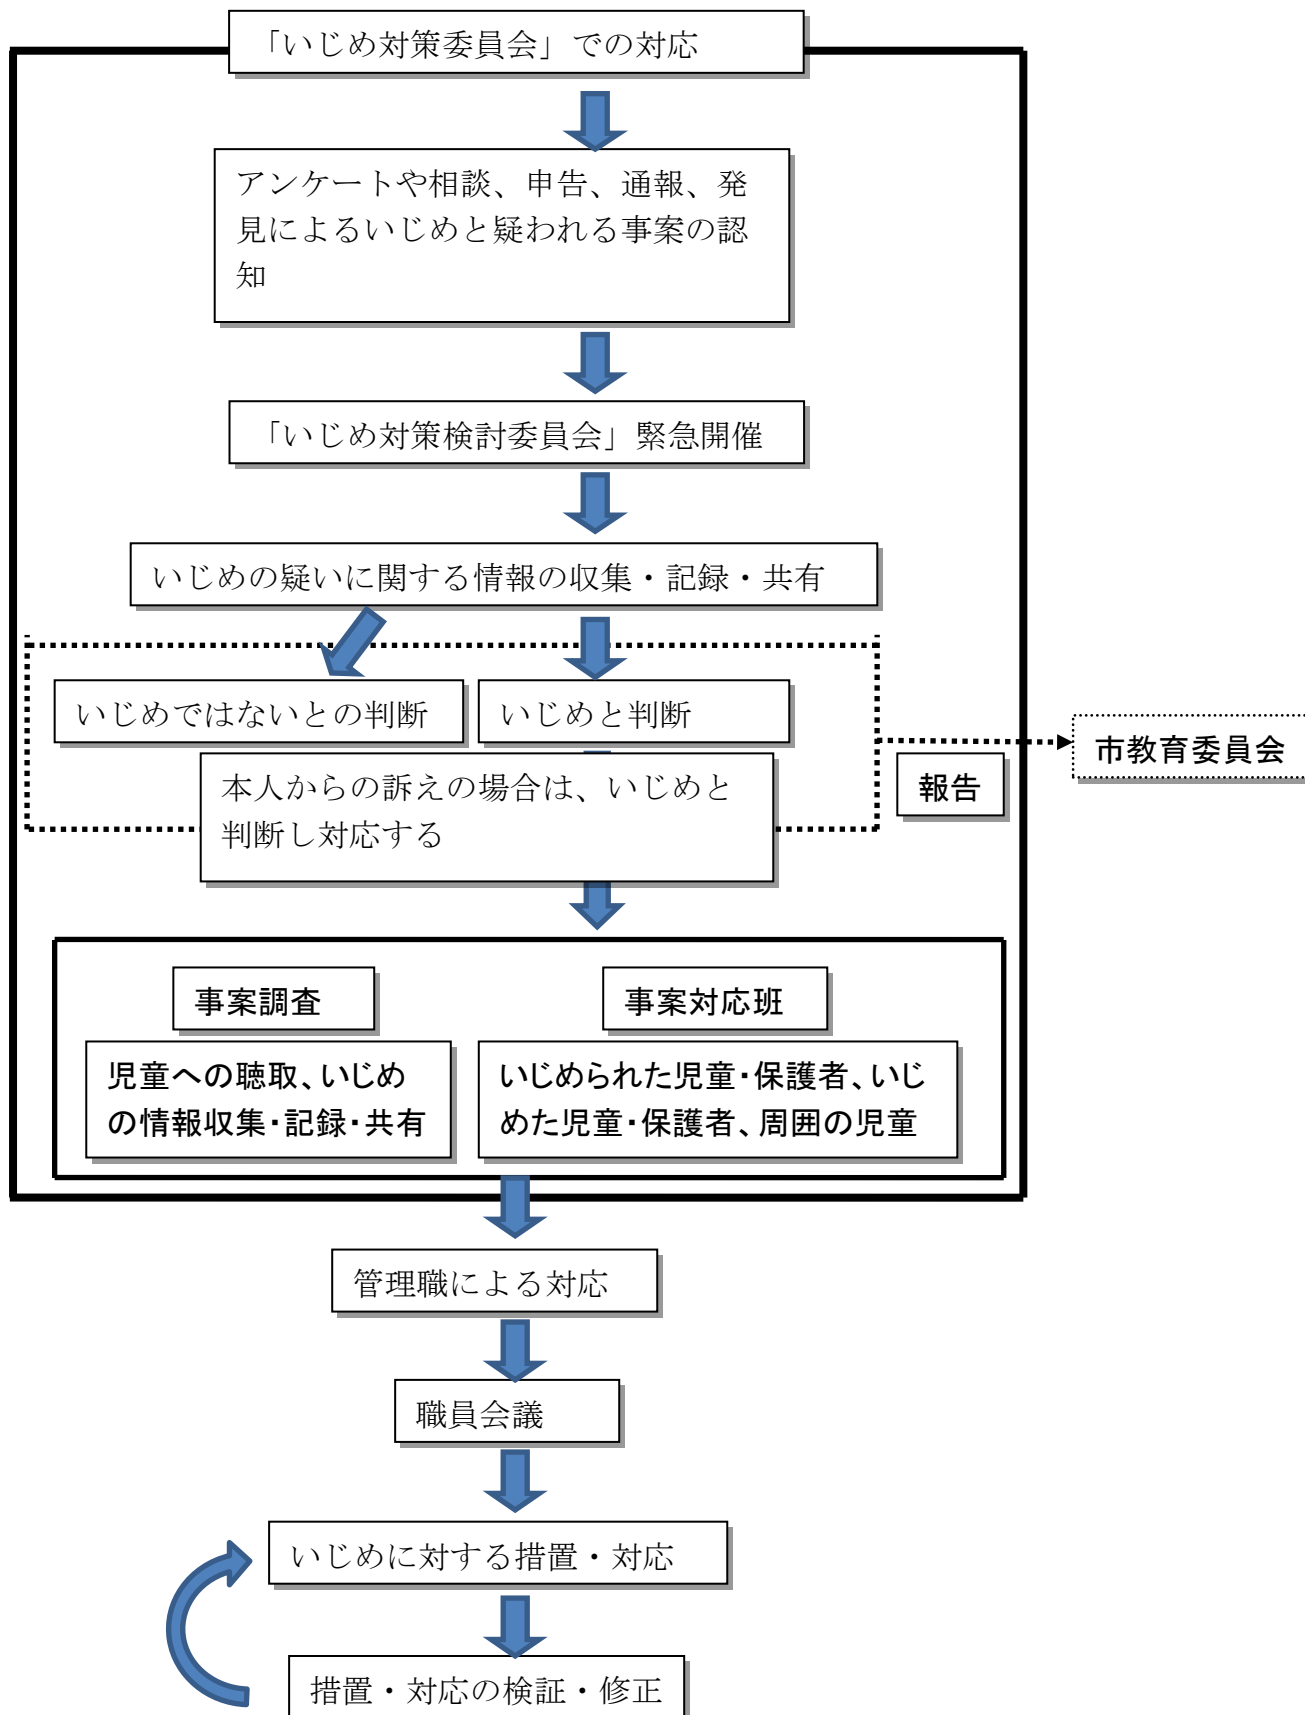 「いじめ対策委員会」での対応
アンケートや相談、申告、通報、発
見によるいじめと疑われる事案の認
知
「いじめ対策検討委員会」緊急開催
いじめの疑いに関する情報の収集・記録・共有
いじめではないとの判断
いじめと判断
市教育委員会
報告
本人からの訴えの場合は、いじめと
判断し対応する
事案調査
児童への聴取、いじめ
の情報収集・記録・共有
事案対応班
いじめられた児童・保護者、いじ
めた児童・保護者、周囲の児童
管理職による対応
職員会議
いじめに対する措置・対応
措置・対応の検証・修正